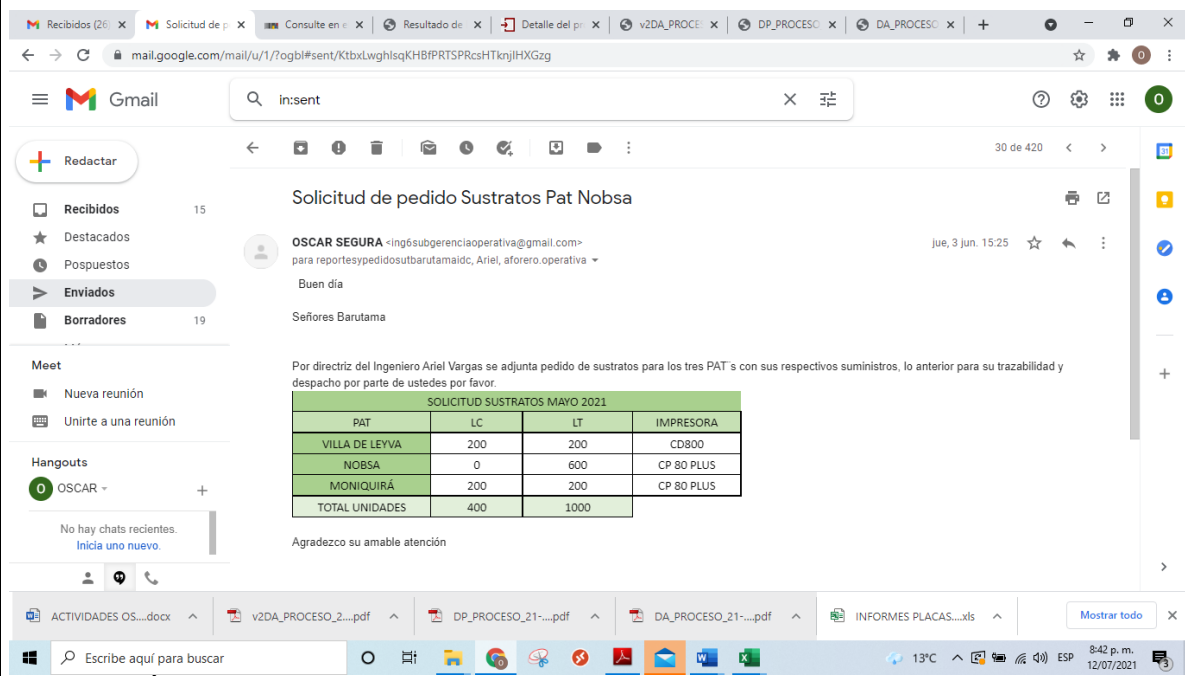 Recibidos (26)
Solicitud de p
Consulte en e
Resultado de
Detalle del pr
v2DA_PROCES
DP_PROCESO
DA_PROCESO
mail.google.com/mail/u/1/?ogbl#sent/KtbxLwghlsqKHBfPRTSPRcsHTknjlHXGzg
O
Gmail
in:sent
O
Redactar
30 de 420
31
Solicitud de pedido Sustratos Pat Nobsa
Recibidos 15
Destacados
Pospuestos
Enviados
Borradores 19
OSCAR SEGURA <ing6subgerenciaoperativa@gmail.com>
jue, 3 jun. 15:25
para reportesypedidosutbarutamaidc, Ariel, aforero.operativa
Buen día
Señores Barutama
Por directriz del Ingeniero Ariel Vargas se adjunta pedido de sustratos para los tres PAT¨s con sus respectivos suministros, lo anterior para su trazabilidad y
despacho por parte de ustedes por favor.
SOLICITUD SUSTRATOS MAYO 2021
PAT LC LT IMPRESORA
VILLA DE LEYVA 200 200 CD800
NOBSA 0 600 CP 80 PLUS
MONIQUIRÁ 200 200 CP 80 PLUS
TOTAL UNIDADES 400 1000
Agradezco su amable atención
Meet
Nueva reunión
Unirte a una reunión
Hangouts
O OSCAR
No hay chats recientes.
Inicia uno nuevo.
ACTIVIDADES OS....docx
v2DA_PROCESO_2....pdf
DP_PROCESO_21-....pdf
DA_PROCESO_21-....pdf
INFORMES PLACAS....xls
Mostrar todo
Escribe aquí para buscar
13°C
ESP
8:42 p. m.
12/07/2021
3